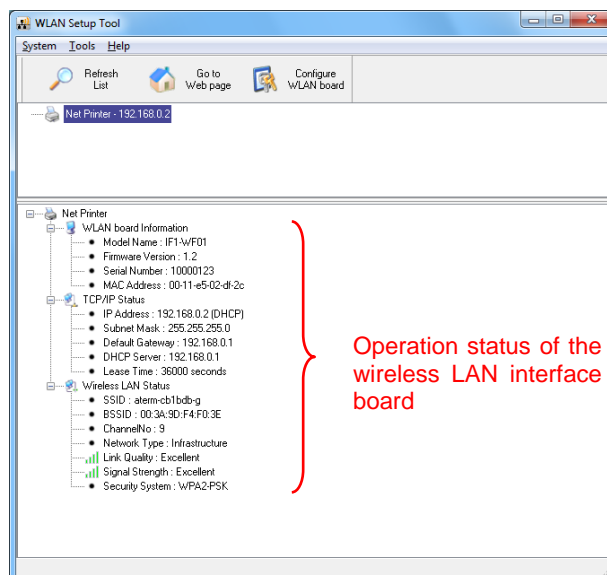 WLAN Setup Tool
System Tools Help
Refresh List
Go to Web page
Configure WLAN board
Net Printer - 192.168.0.2
Net Printer
WLAN board Information
Model Name : IF1-WF01
Firmware Version : 1.2
Serial Number : 10000123
MAC Address : 00-11-e5-02-df-2c
TCP/IP Status
IP Address : 192.168.0.2 (DHCP)
Subnet Mask : 255.255.255.0
Default Gateway : 192.168.0.1
DHCP Server : 192.168.0.1
Lease Time : 36000 seconds
Wireless LAN Status
SSID : aterm-cb1bdb-g
BSSID : 00:3A:9D:F4:F0:3E
ChannelNo : 9
Network Type : Infrastructure
Link Quality : Excellent
Signal Strength : Excellent
Security System : WPA2-PSK
Operation status of the
wireless LAN interface
board